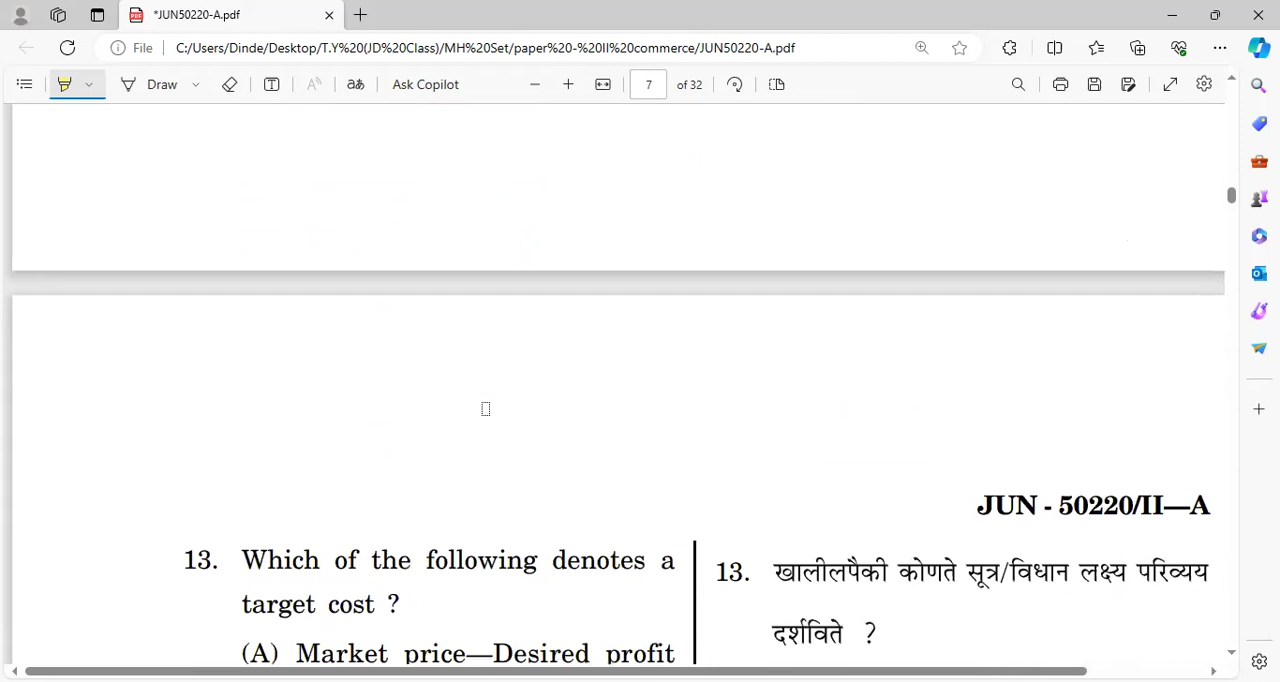 *JUN50220-A.pdf
File
C:/Users/Dinde/Desktop/T.Y%20(JD%20Class)/MH%20Set/paper%20-%20II%20commerce/JUN50220-A.pdf
Draw
aあ
Ask Copilot
7
of 32
JUN - 50220/II—A
13. Which of the following denotes a
target cost ?
(A) Market price—Desired profit
13. खालीलपैकी कोणते सूत्र/विधान लक्ष्य परिव्यय
दर्शविते ?